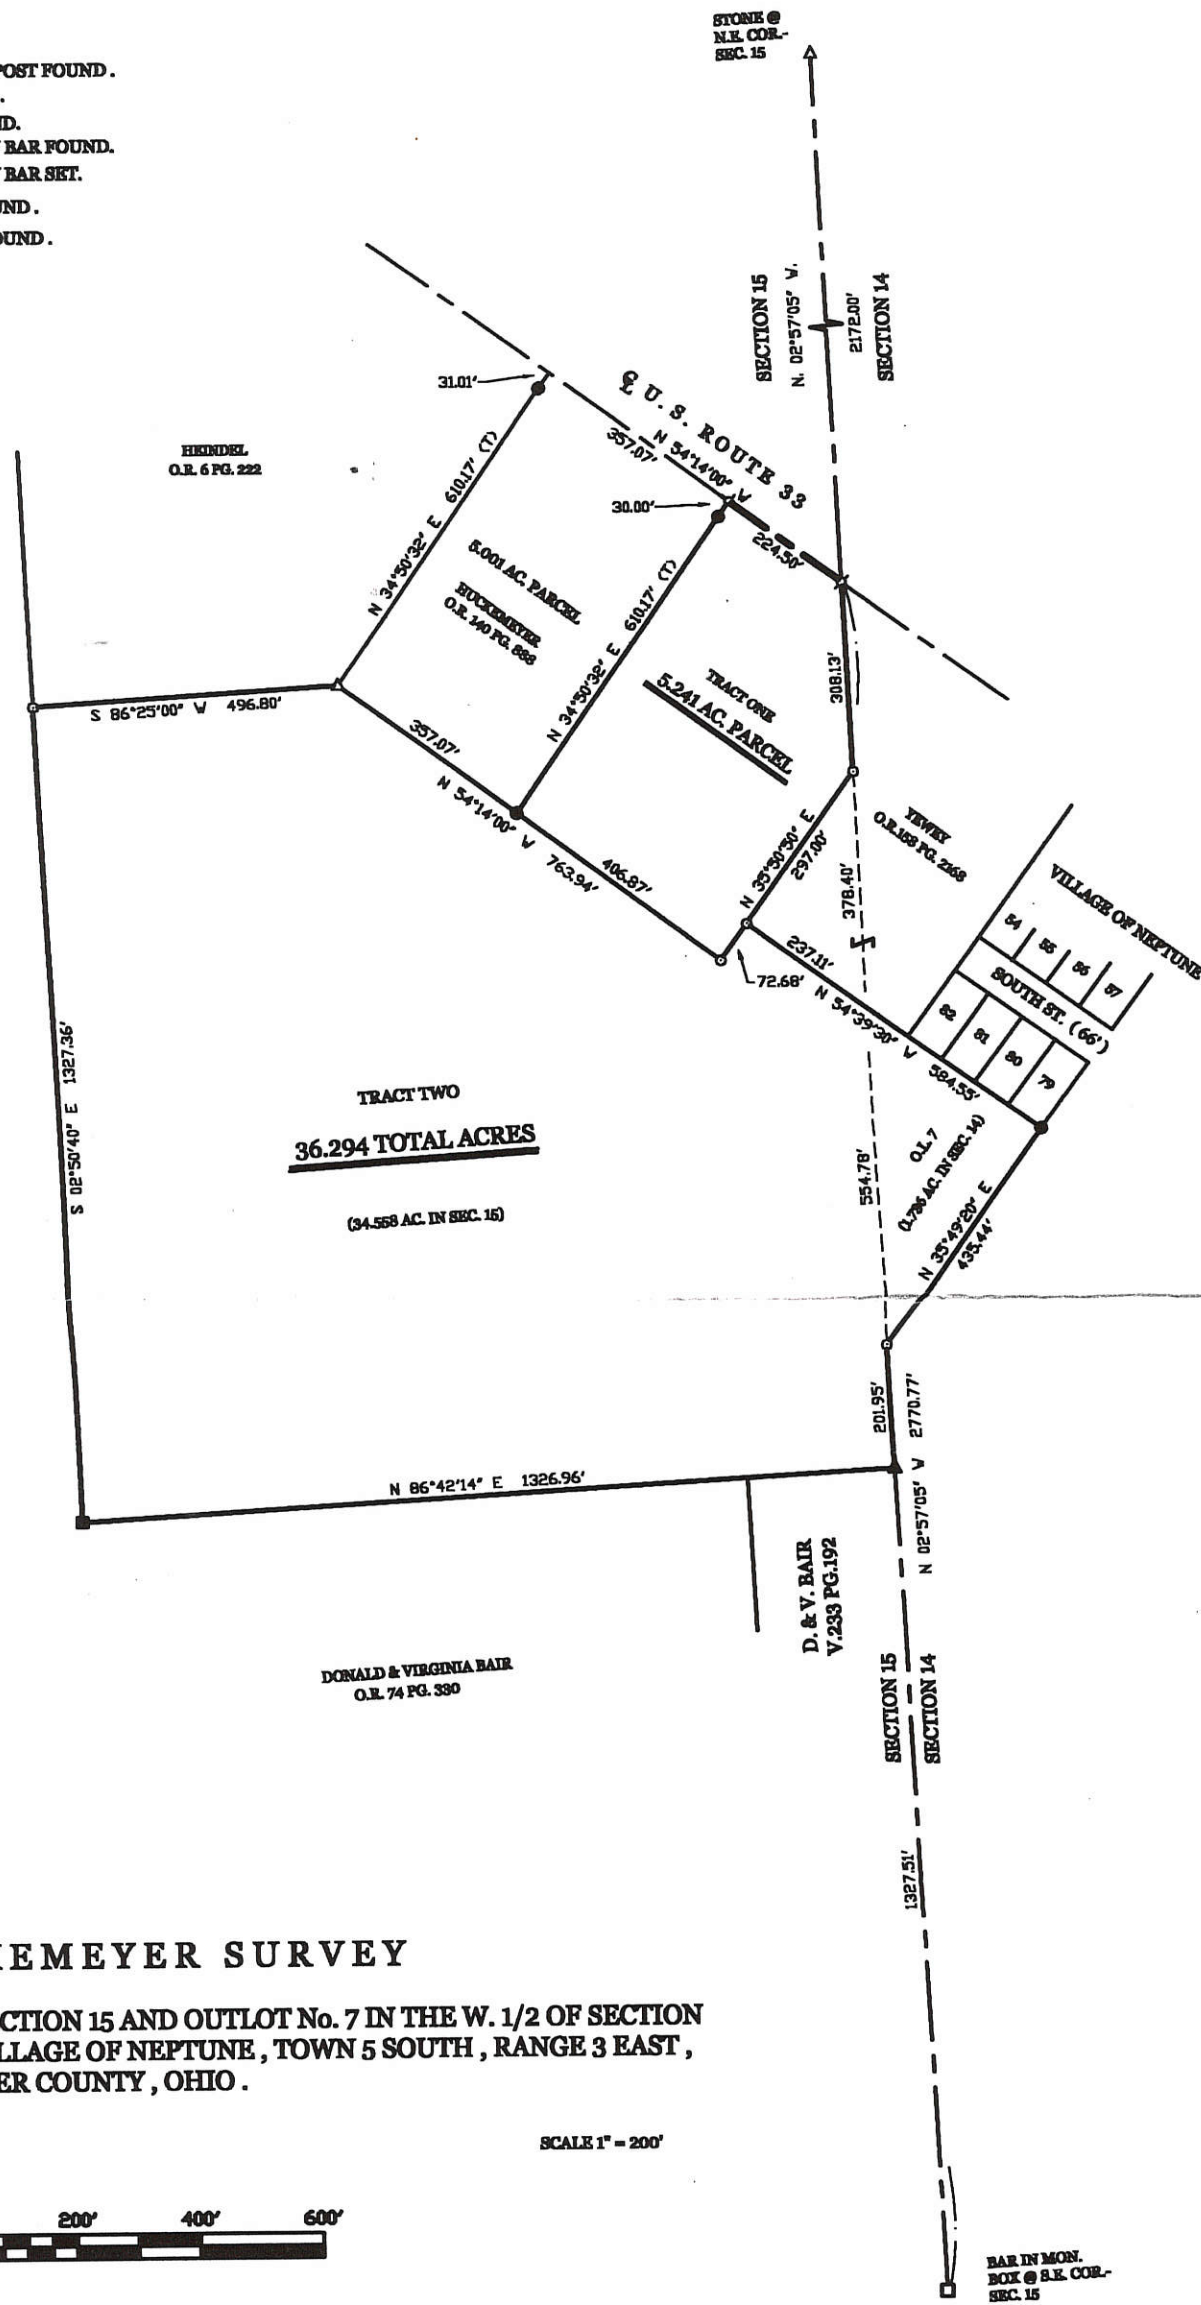 STONE @
N.E. COR.-
SEC. 15
POST FOUND.
BAR FOUND.
BAR SET.
SECTION 15
N. 02°57'05" W.
2172.00'
SECTION 14
31.01'
℄ U. S. ROUTE 33
N 54°14'00" W
357.07'
HEINDEL
O.R. 6 PG. 222
N 34°50'32" E 610.17' (T)
30.00'
224.50'
5.001 AC. PARCEL
HUCKEMEYER
O.R. 140 PG. 888
N 34°50'32" E 610.17' (T)
308.13'
TRACT ONE
5.241 AC. PARCEL
S 86°25'00" W 496.80'
357.07'
N 54°14'00" W 763.94'
406.87'
N 35°50'50" E
297.00'
YEWEY
O.R.158 PG. 2168
378.40'
VILLAGE OF NEPTUNE
54
55
56
57
SOUTH ST. (66')
82
81
80
79
237.11'
72.68'
N 54°39'30" W 584.55'
S 02°50'40" E 1327.36'
TRACT TWO
36.294 TOTAL ACRES
(34.558 AC. IN SEC. 15)
554.78'
O.L. 7
(1.736 AC. IN SEC. 14)
N 35°49'20" E
435.44'
201.95'
N 02°57'05" W 2770.77'
N 86°42'14" E 1326.96'
D. & V. BAIR
V.233 PG.192
DONALD & VIRGINIA BAIR
O.R. 74 PG. 330
SECTION 15
SECTION 14
1327.51'
EMEYER SURVEY
CTION 15 AND OUTLOT No. 7 IN THE W. 1/2 OF SECTION
LLAGE OF NEPTUNE, TOWN 5 SOUTH, RANGE 3 EAST,
ER COUNTY, OHIO.
SCALE 1" = 200'
200' 400' 600'
BAR IN MON.
BOX @ S.E. COR.-
SEC. 15